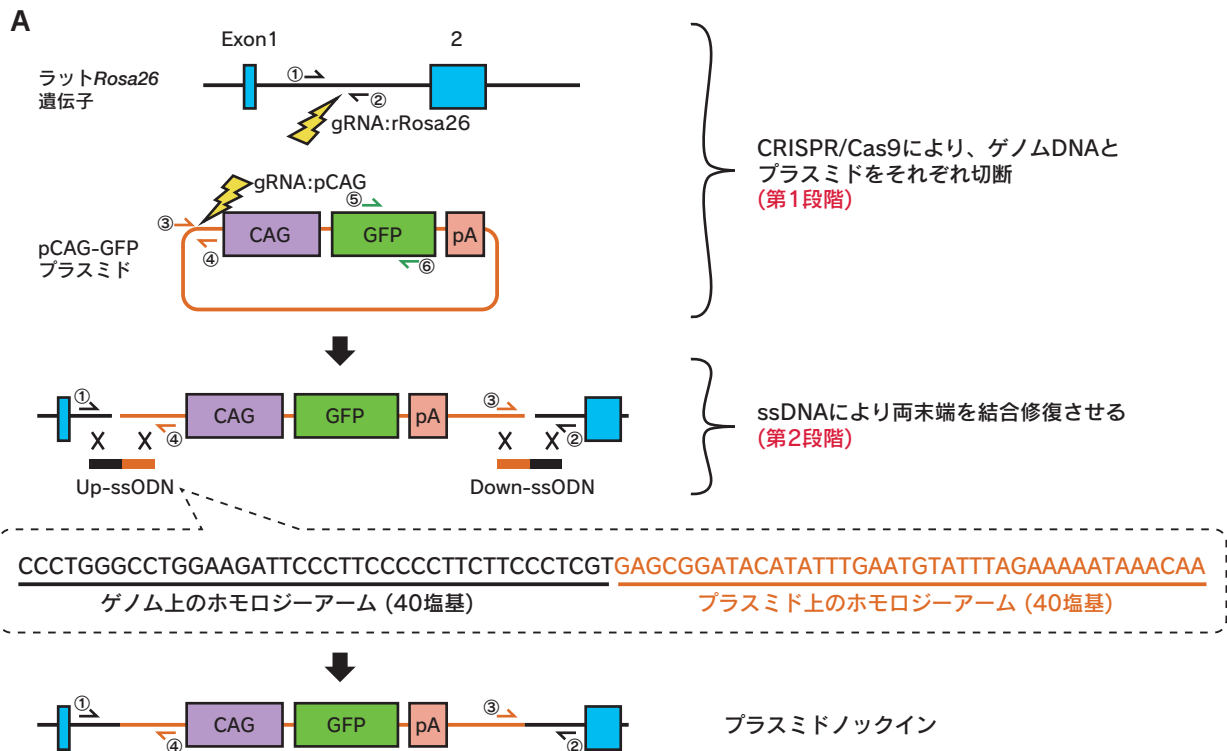 A
Exon1
2
ラットRosa26
遺伝子
①
②
gRNA:rRosa26
CRISPR/Cas9により、ゲノムDNAと
プラスミドをそれぞれ切断
(第1段階)
gRNA:pCAG
③
④
⑤
⑥
CAG
GFP
pA
pCAG-GFP
プラスミド
①
④
CAG
GFP
pA
③
②
X X
X X
Up-ssODN
Down-ssODN
ssDNAにより両末端を結合修復させる
(第2段階)
CCCTGGGCCTGGAAGATTCCCTTCCCCCTTCTTCCCTCGTGAGCGGATACATATTTGAATGTATTTAGAAAAATAAACAA
ゲノム上のホモロジーアーム (40塩基)
プラスミド上のホモロジーアーム (40塩基)
①
④
CAG
GFP
pA
③
②
プラスミドノックイン